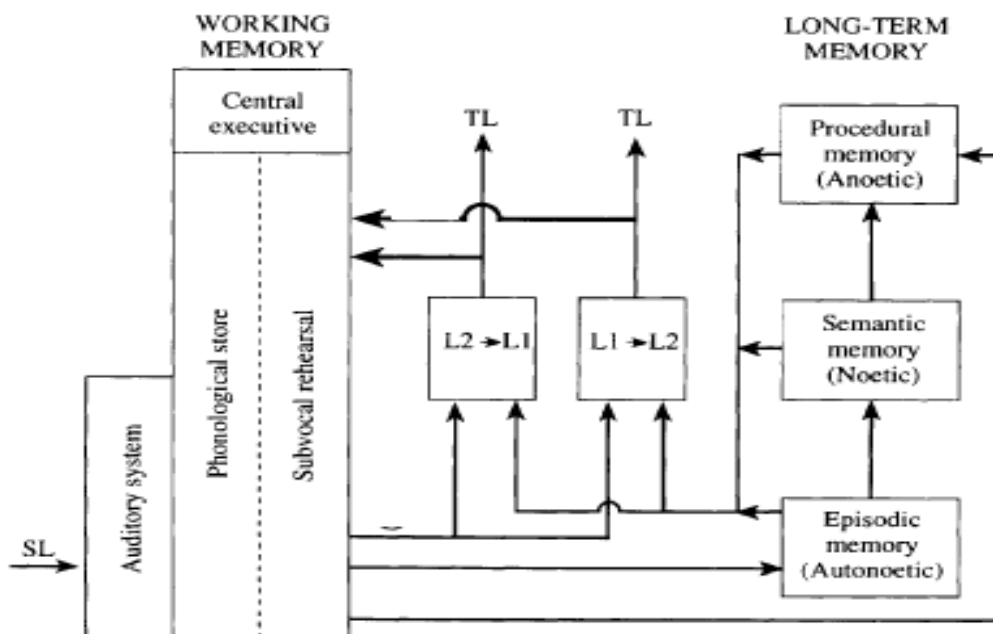 WORKING
MEMORY
LONG-TERM
MEMORY
Central
executive
TL
TL
Procedural
memory
(Anoetic)
L2 → L1
L1 → L2
Semantic
memory
(Noetic)
Phonological store
Subvocal rehearsal
Auditory system
SL
Episodic
memory
(Autonoetic)